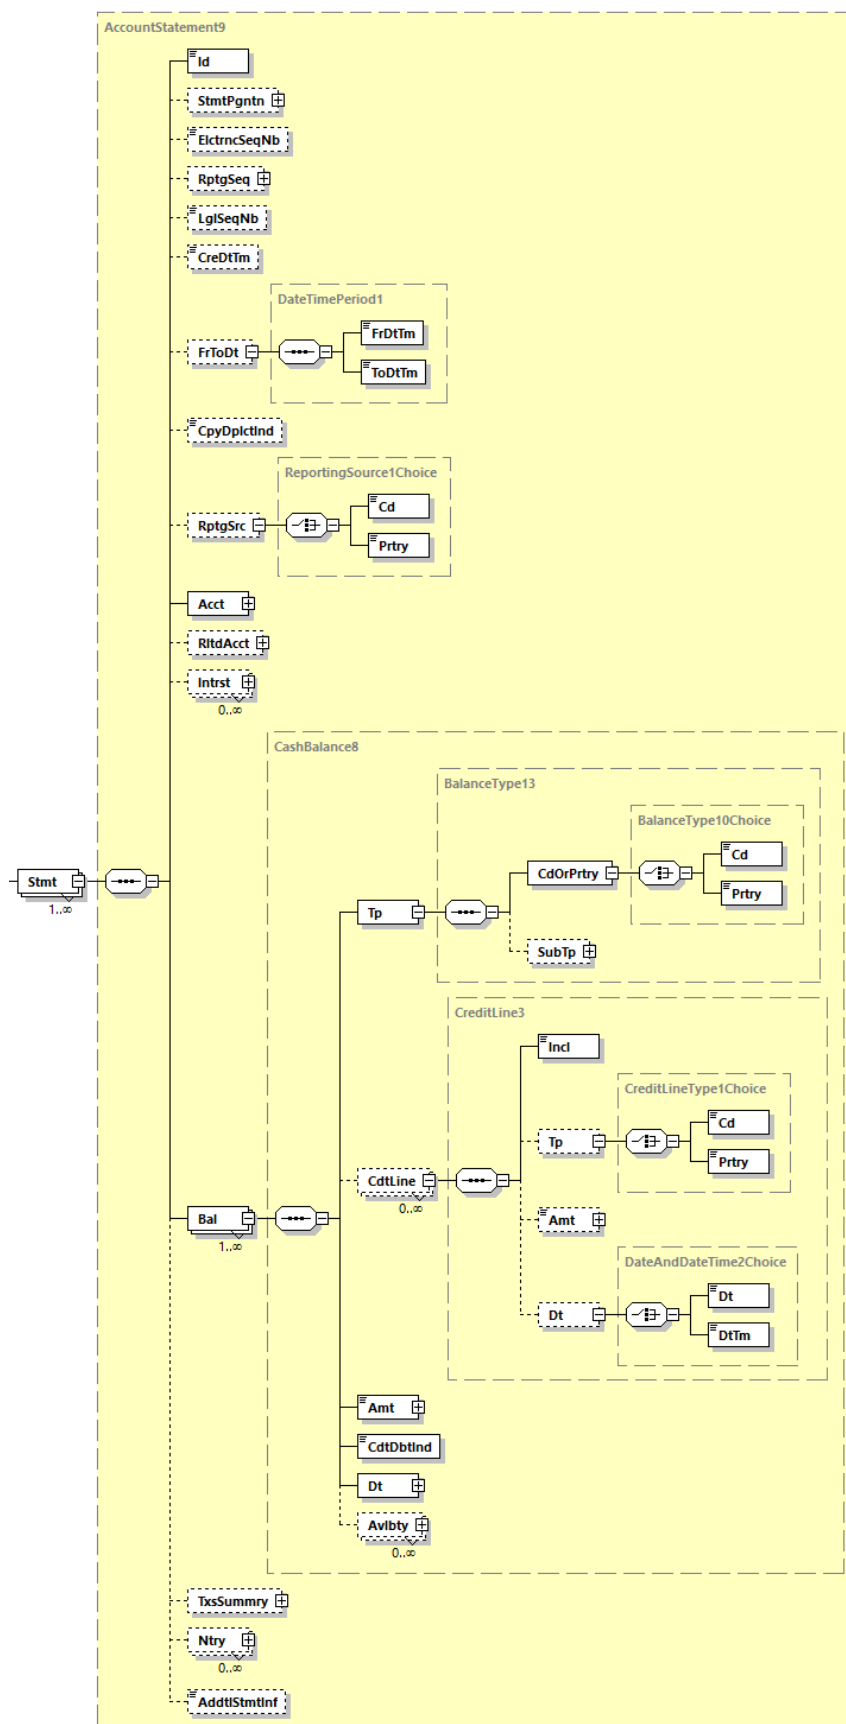 AccountStatement9
Id
StmtPgntn
ElctrncSeqNb
RptgSeq
LglSeqNb
CreDtTm
DateTimePeriod1
FrDtTm
FrToDt
ToDtTm
CpyDplctInd
ReportingSource1Choice
Cd
RptgSrc
Prtry
Acct
RltdAcct
Intrst
0..∞
CashBalance8
BalanceType13
BalanceType10Choice
Cd
CdOrPrtry
Stmt
Prtry
1..∞
Tp
SubTp
CreditLine3
Incl
CreditLineType1Choice
Cd
Tp
Prtry
CdtLine
0..∞
Bal
Amt
1..∞
DateAndDateTime2Choice
Dt
Dt
DtTm
Amt
CdtDbtInd
Dt
Avlbty
0..∞
TxsSummry
Ntry
0..∞
AddtlStmtInf